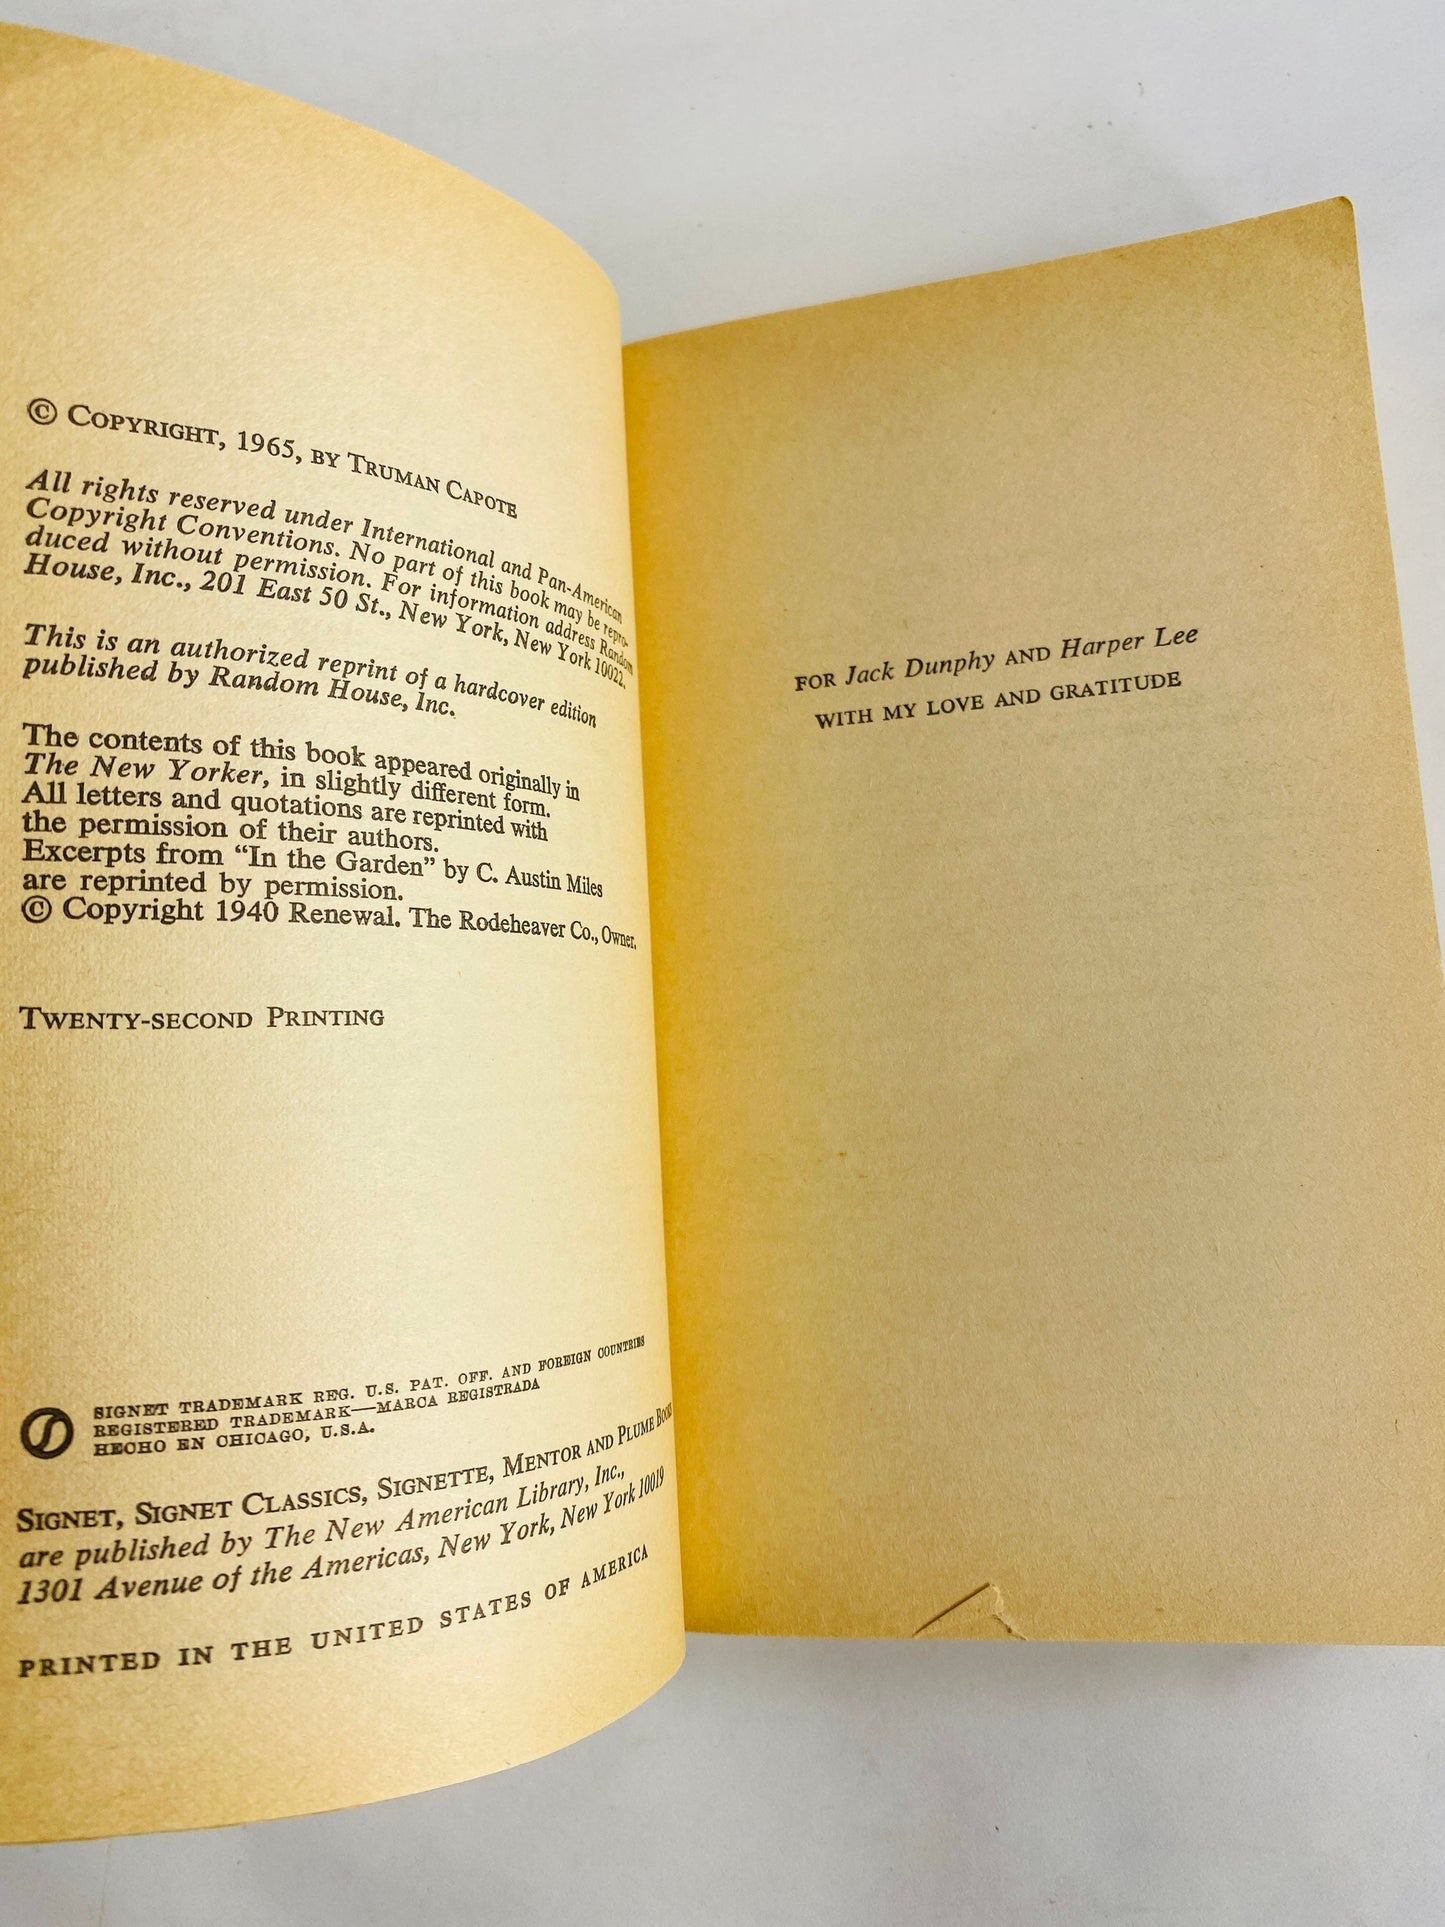 © Copyright, 1965, by Truman Capote
All rights reserved under International and Pan-American
Copyright Conventions. No part of this book may be repro-
duced without permission. For information address Random
House, Inc., 201 East 50 St., New York, New York 10022.
This is an authorized reprint of a hardcover edition
published by Random House, Inc.
The contents of this book appeared originally in
The New Yorker, in slightly different form.
All letters and quotations are reprinted with
the permission of their authors.
Excerpts from “In the Garden” by C. Austin Miles
are reprinted by permission.
© Copyright 1940 Renewal. The Rodeheaver Co., Owner.
Twenty-second Printing
SIGNET TRADEMARK REG. U.S. PAT. OFF. AND FOREIGN COUNTRIES
REGISTERED TRADEMARK—MARCA REGISTRADA
HECHO EN CHICAGO, U.S.A.
Signet, Signet Classics, Signette, Mentor and Plume Books
are published by The New American Library, Inc.,
1301 Avenue of the Americas, New York, New York 10019
PRINTED IN THE UNITED STATES OF AMERICA
FOR Jack Dunphy AND Harper Lee
WITH MY LOVE AND GRATITUDE